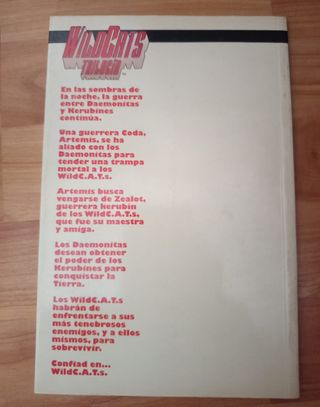 WildC.A.T.s
TRILOGÍA
En las sombras de
la noche, la guerra
entre Daemonitas
y Kerubines
continúa.
Una guerrera Coda,
Artemis, se ha
aliado con los
Daemonitas para
tender una trampa
mortal a los
WildC.A.T.s.
Artemis busca
vengarse de Zealot,
guerrera kerubín
de los WildC.A.T.s,
que fue su maestra
y amiga.
Los Daemonitas
desean obtener
el poder de los
Kerubines para
conquistar la
Tierra.
Los WildC.A.T.s
habrán de
enfrentarse a sus
más tenebrosos
enemigos, y a ellos
mismos, para
sobrevivir.
Confiad en...
WildC.A.T.s.